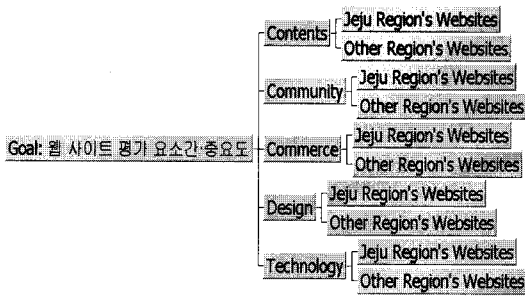 Goal: 웹 사이트 평가 요소간 중요도
Contents
Jeju Region's Websites
Other Region's Websites
Community
Jeju Region's Websites
Other Region's Websites
Commerce
Jeju Region's Websites
Other Region's Websites
Design
Jeju Region's Websites
Other Region's Websites
Technology
Jeju Region's Websites
Other Region's Websites